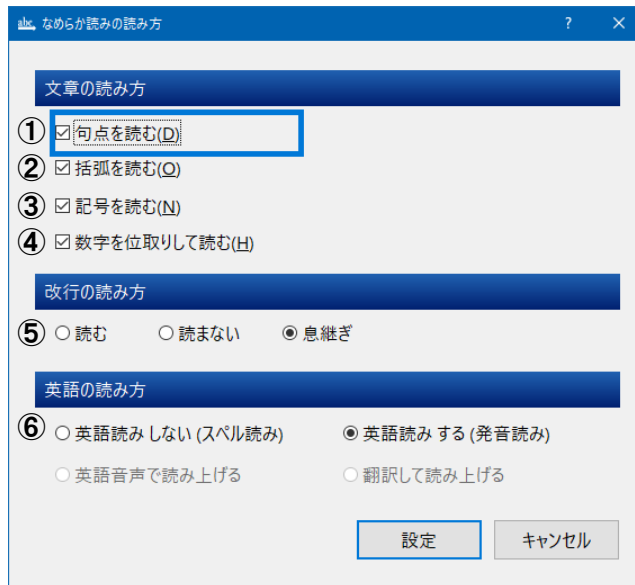 abc なめらか読みの読み方 ? ×
文章の読み方
① 句点を読む(D)
② 括弧を読む(O)
③ 記号を読む(N)
④ 数字を位取りして読む(H)
改行の読み方
⑤ 読む 読まない 息継ぎ
英語の読み方
⑥ 英語読み しない (スペル読み) 英語読み する (発音読み)
英語音声で読み上げる 翻訳して読み上げる
設定 キャンセル